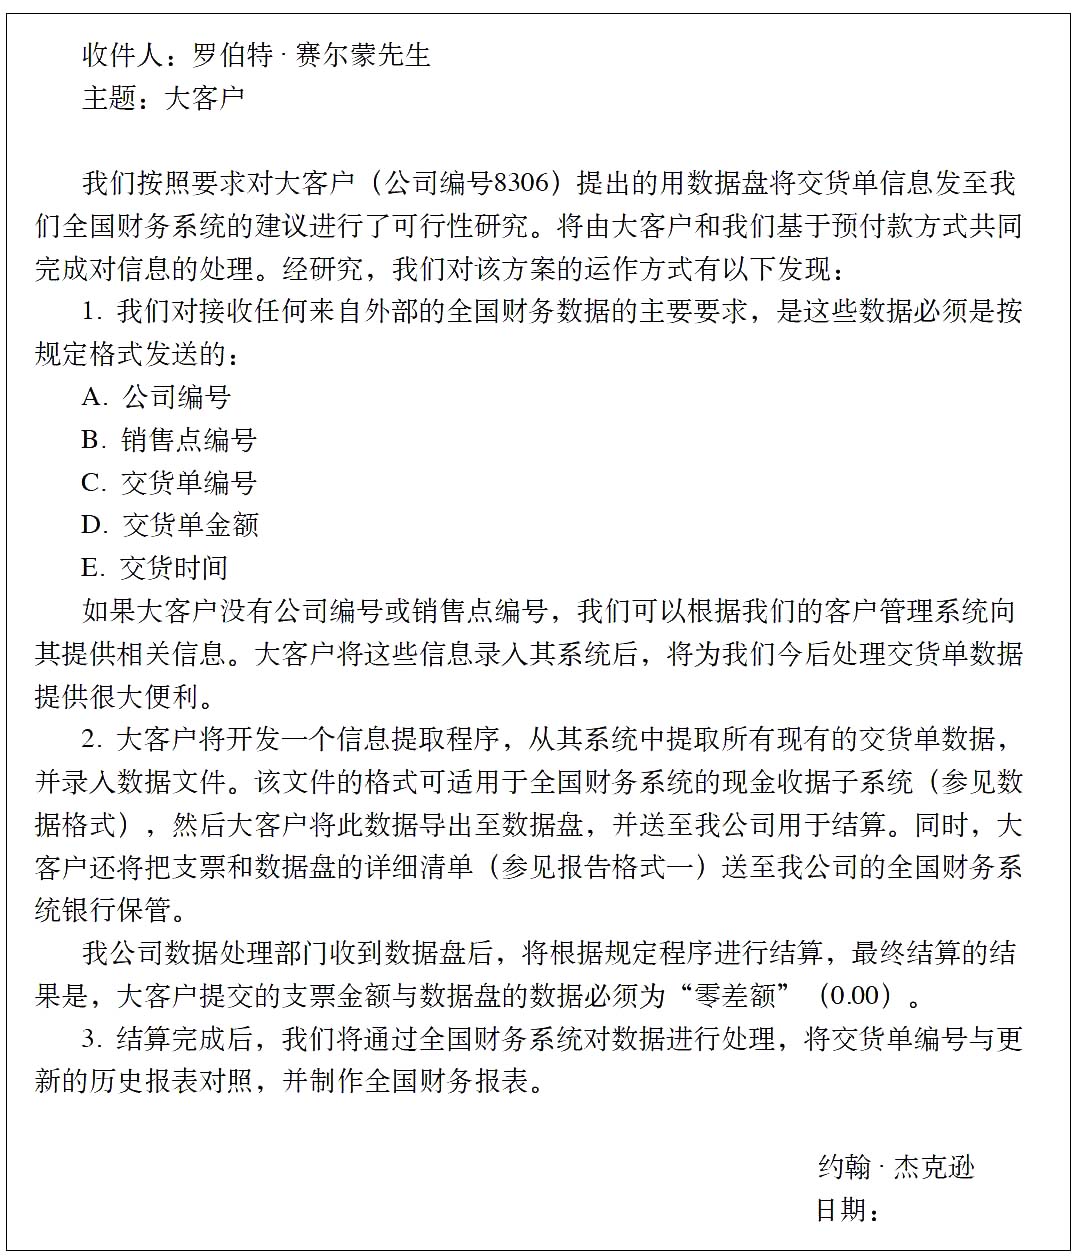 收件人：罗伯特·赛尔蒙先生
主题：大客户
我们按照要求对大客户（公司编号8306）提出的用数据盘将交货单信息发至我
们全国财务系统的建议进行了可行性研究。将由大客户和我们基于预付款方式共同
完成对信息的处理。经研究，我们对该方案的运作方式有以下发现：
1. 我们对接收任何来自外部的全国财务数据的主要要求，是这些数据必须是按
规定格式发送的：
A. 公司编号
B. 销售点编号
C. 交货单编号
D. 交货单金额
E. 交货时间
如果大客户没有公司编号或销售点编号，我们可以根据我们的客户管理系统向
其提供相关信息。大客户将这些信息录入其系统后，将为我们今后处理交货单数据
提供很大便利。
2. 大客户将开发一个信息提取程序，从其系统中提取所有现有的交货单数据，
并录入数据文件。该文件的格式可适用于全国财务系统的现金收据子系统（参见数
据格式），然后大客户将此数据导出至数据盘，并送至我公司用于结算。同时，大
客户还将把支票和数据盘的详细清单（参见报告格式一）送至我公司的全国财务系
统银行保管。
我公司数据处理部门收到数据盘后，将根据规定程序进行结算，最终结算的结
果是，大客户提交的支票金额与数据盘的数据必须为“零差额”（0.00）。
3. 结算完成后，我们将通过全国财务系统对数据进行处理，将交货单编号与更
新的历史报表对照，并制作全国财务报表。
约翰·杰克逊
日期：